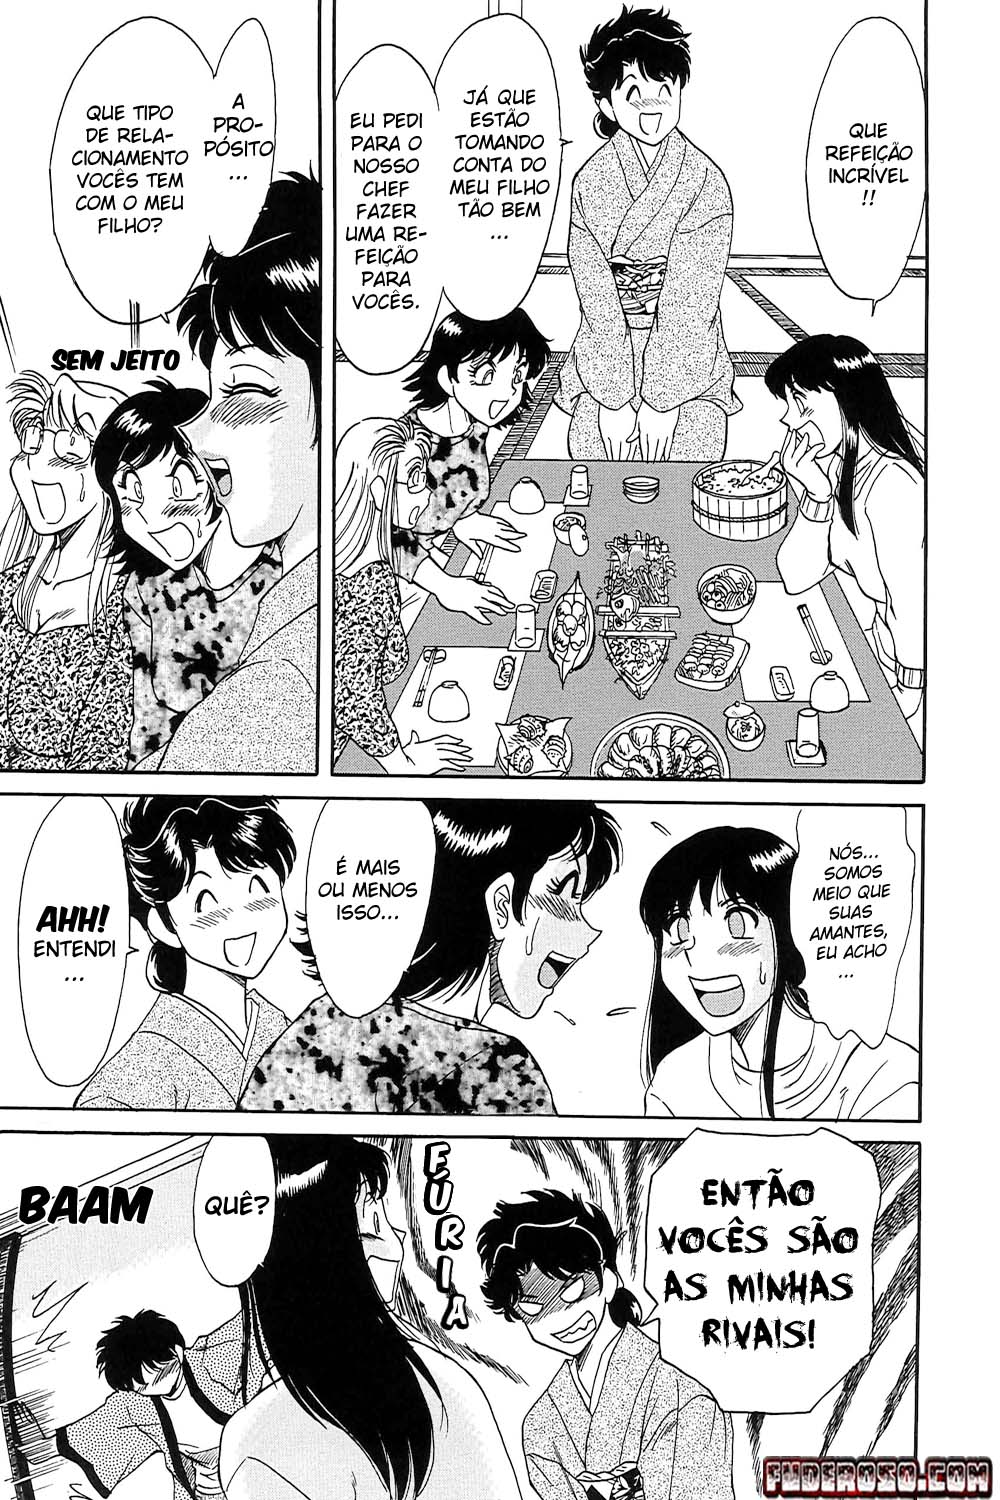 QUE
REFEIÇÃO
INCRÍVEL
!!
JÁ QUE
ESTÃO
TOMANDO
CONTA DO
MEU FILHO
TÃO BEM
...
EU PEDI
PARA O
NOSSO
CHEF
FAZER
UMA RE-
FEIÇÃO
PARA
VOCÊS.
A
PRO-
PÓSITO
...
QUE TIPO
DE RELA-
CIONAMENTO
VOCÊS TEM
COM O MEU
FILHO?
SEM JEITO
NÓS...
SOMOS
MEIO QUE
SUAS
AMANTES,
EU ACHO
...
É MAIS
OU MENOS
ISSO...
AHH!
ENTENDI
...
ENTÃO
VOCÊS SÃO
AS MINHAS
RIVAIS!
FURIA
QUÊ?
BAAM
FUDEROSO.COM